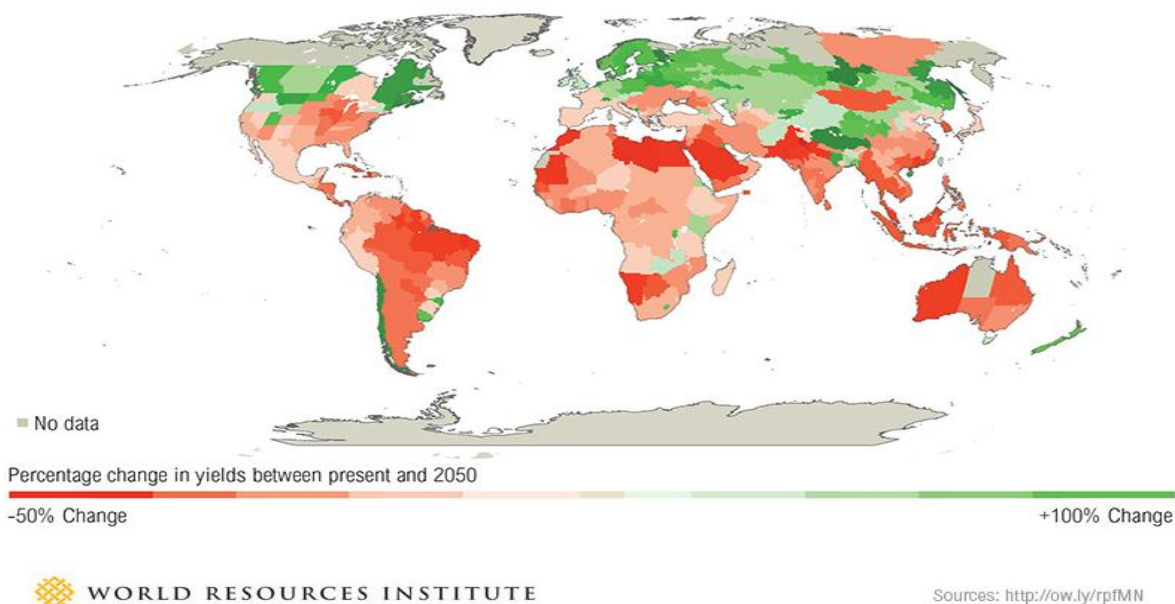 No data
Percentage change in yields between present and 2050
-50% Change
+100% Change
WORLD RESOURCES INSTITUTE
Sources: http://ow.ly/rpfMN